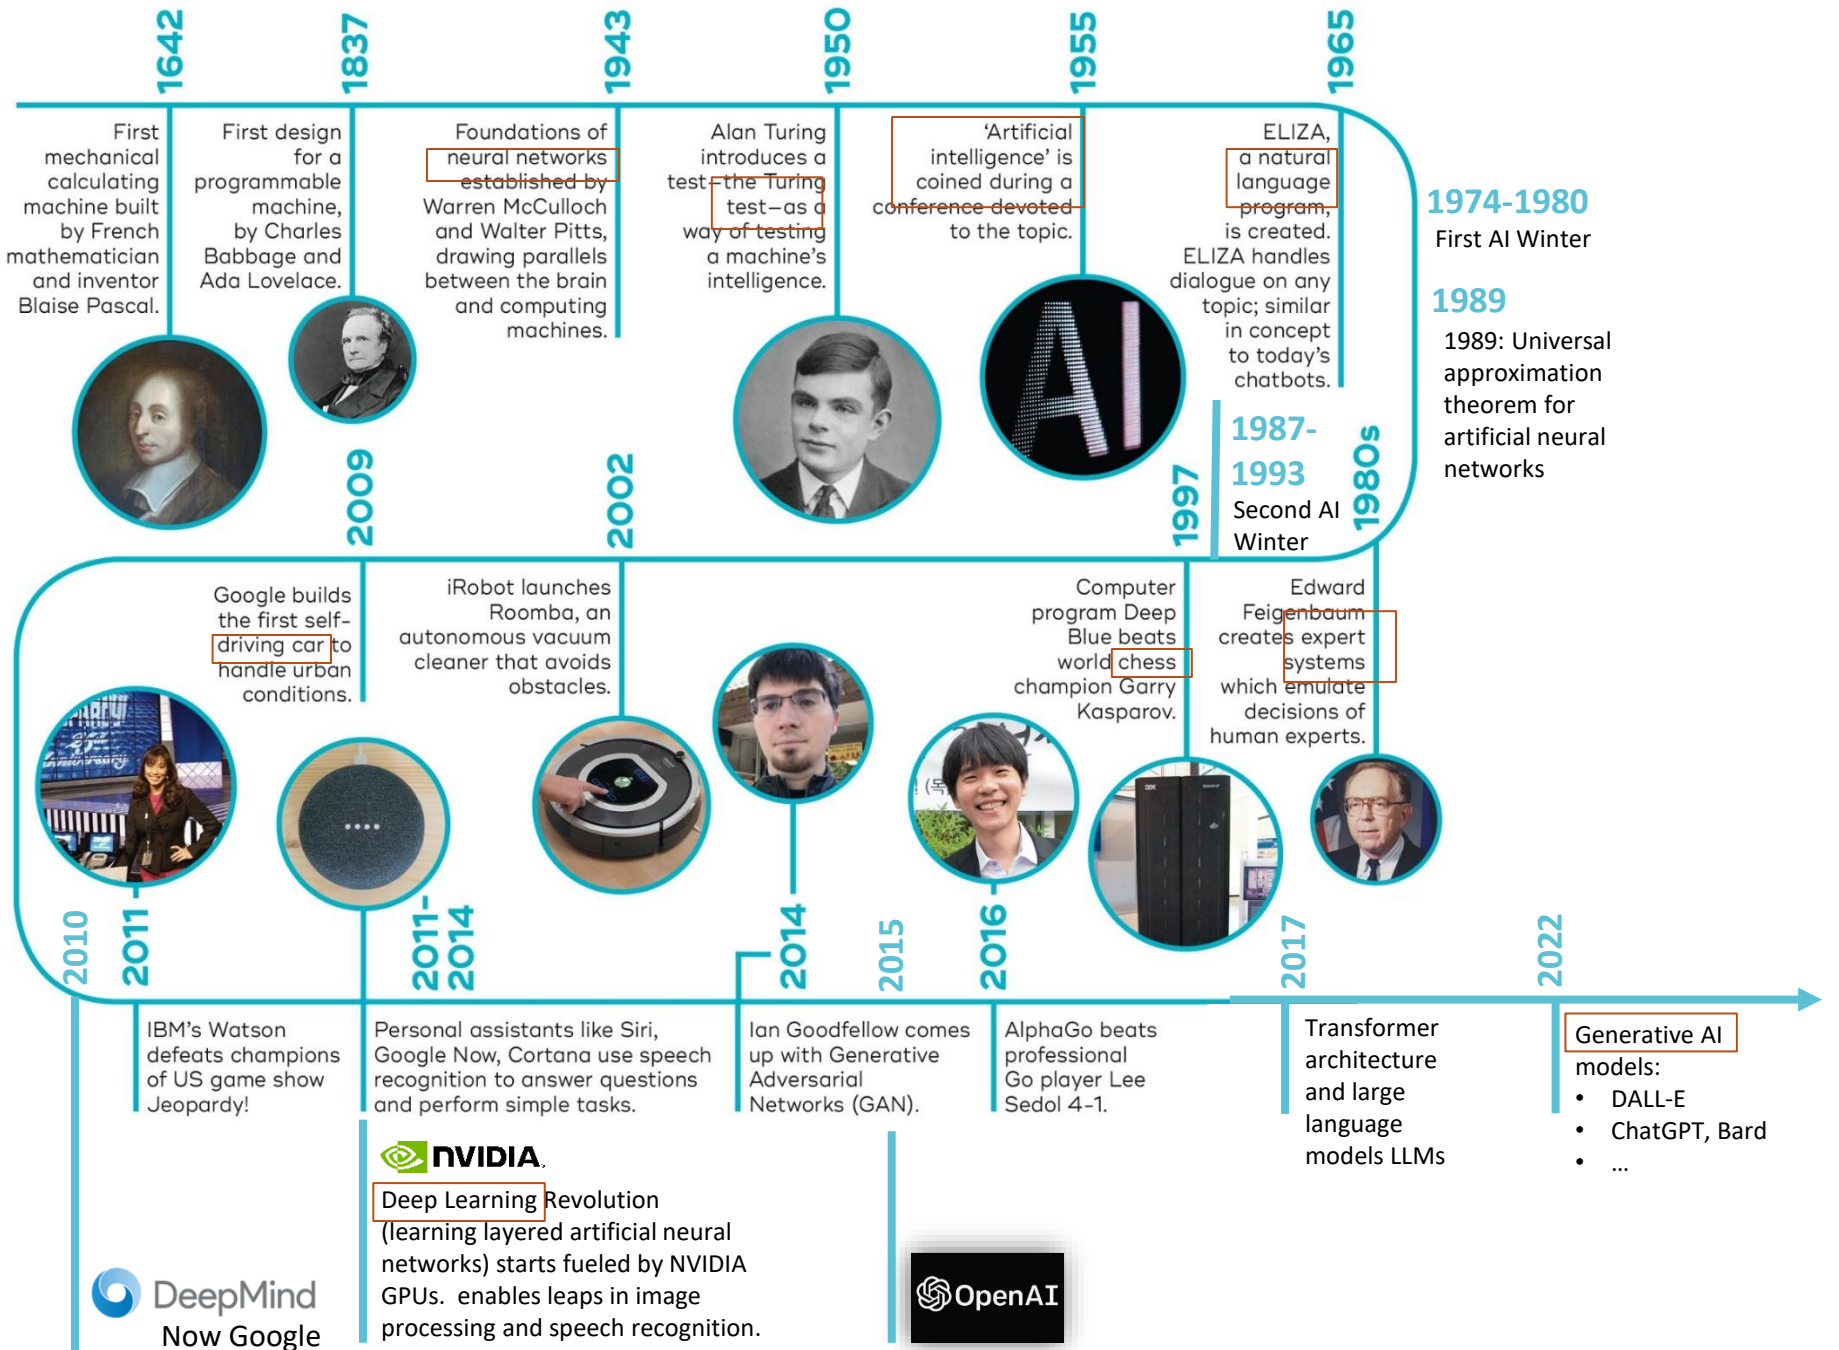 1642
First
mechanical
calculating
machine built
by French
mathematician
and inventor
Blaise Pascal.
1837
First design
for a
programmable
machine,
by Charles
Babbage and
Ada Lovelace.
1943
Foundations of
neural networks
established by
Warren McCulloch
and Walter Pitts,
drawing parallels
between the brain
and computing
machines.
1950
Alan Turing
introduces a
test—the Turing
test—as a
way of testing
a machine's
intelligence.
1955
'Artificial
intelligence' is
coined during a
conference devoted
to the topic.
AI
1965
ELIZA,
a natural
language
program,
is created.
ELIZA handles
dialogue on any
topic; similar
in concept
to today's
chatbots.
1974-1980
First AI Winter
1989
1989: Universal
approximation
theorem for
artificial neural
networks
1980s
Edward
Feigenbaum
creates expert
systems
which emulate
decisions of
human experts.
1987-
1993
Second AI
Winter
1997
Computer
program Deep
Blue beats
world chess
champion Garry
Kasparov.
IBM
2002
iRobot launches
Roomba, an
autonomous vacuum
cleaner that avoids
obstacles.
2009
Google builds
the first self-
driving car to
handle urban
conditions.
2010
DeepMind
Now Google
2011
IBM's Watson
defeats champions
of US game show
Jeopardy!
2011-
2014
Personal assistants like Siri,
Google Now, Cortana use speech
recognition to answer questions
and perform simple tasks.
NVIDIA.
Deep Learning Revolution
(learning layered artificial neural
networks) starts fueled by NVIDIA
GPUs. enables leaps in image
processing and speech recognition.
2014
Ian Goodfellow comes
up with Generative
Adversarial
Networks (GAN).
2015
OpenAI
2016
(목
AlphaGo beats
professional
Go player Lee
Sedol 4-1.
2017
Transformer
architecture
and large
language
models LLMs
2022
Generative AI
models:
• DALL-E
• ChatGPT, Bard
• ...